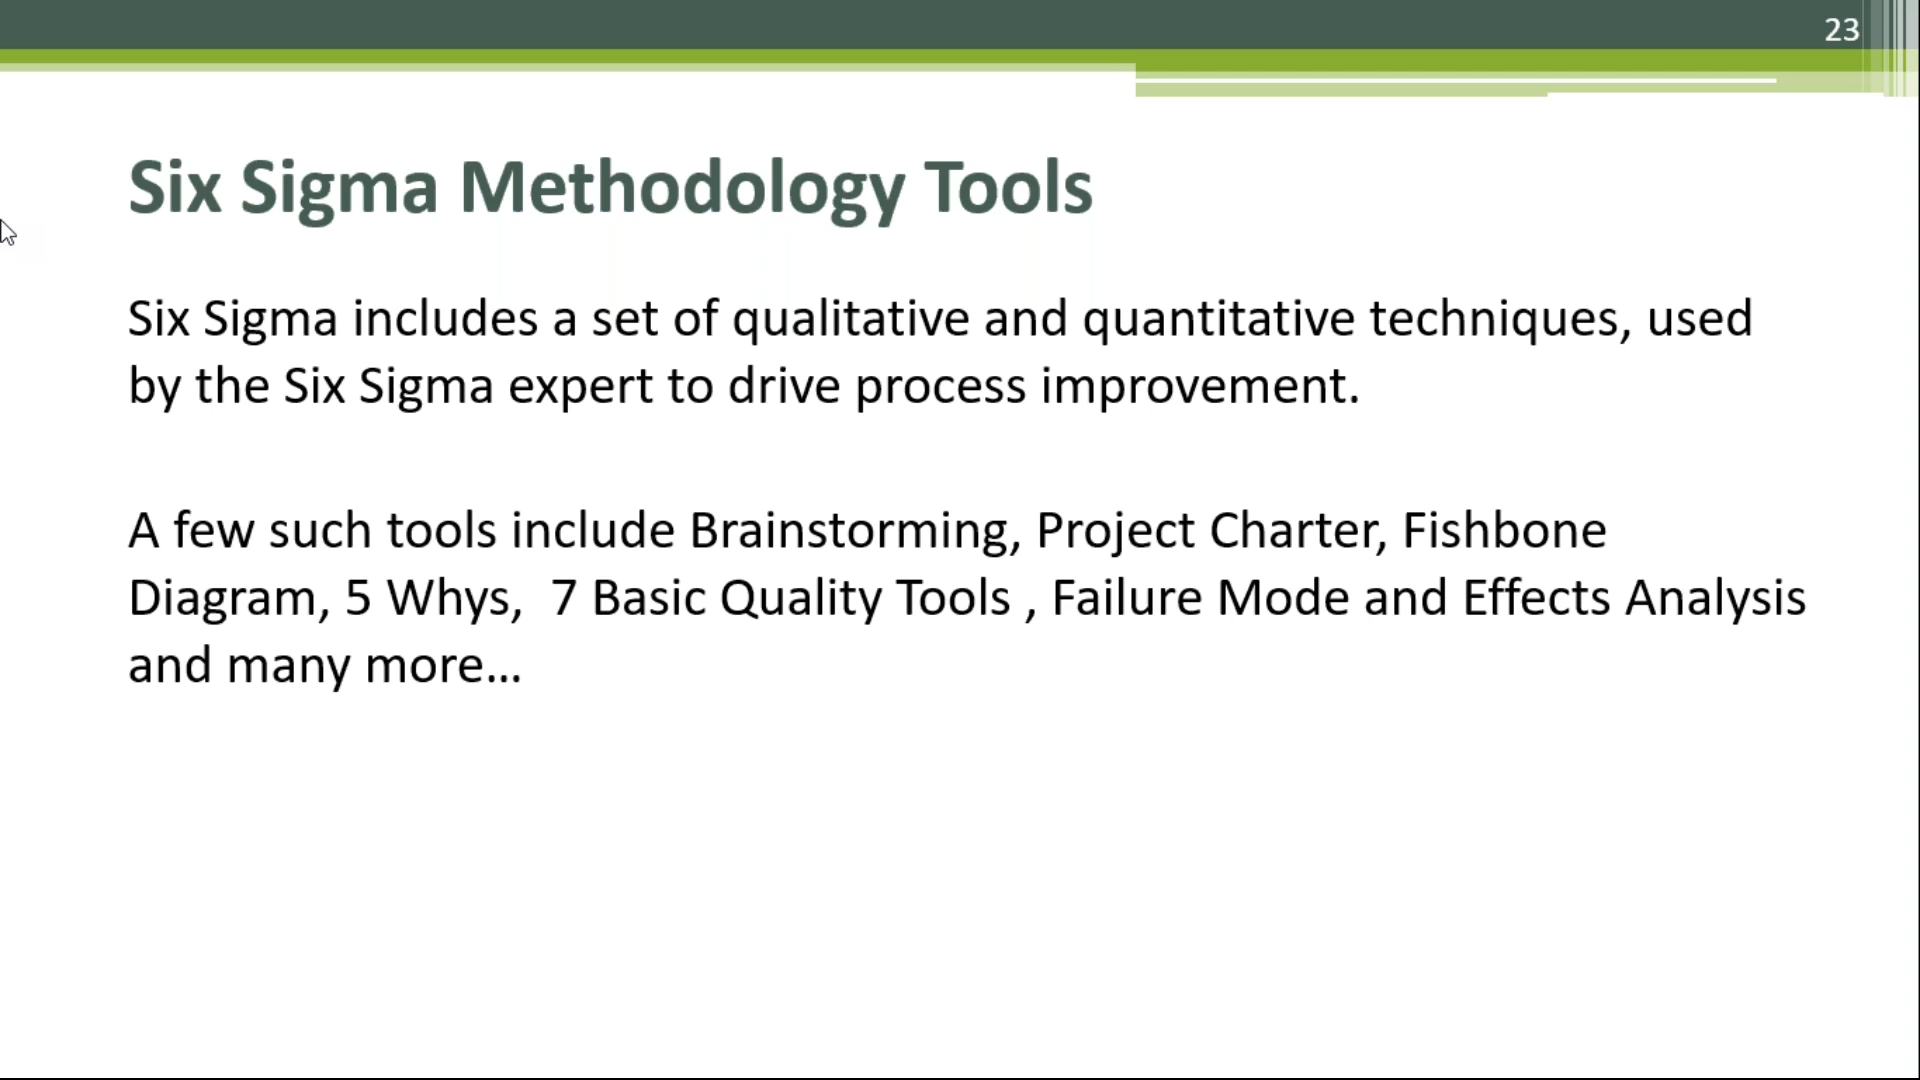 23
Six Sigma Methodology Tools
Six Sigma includes a set of qualitative and quantitative techniques, used
by the Six Sigma expert to drive process improvement.
A few such tools include Brainstorming, Project Charter, Fishbone
Diagram, 5 Whys,  7 Basic Quality Tools , Failure Mode and Effects Analysis
and many more…